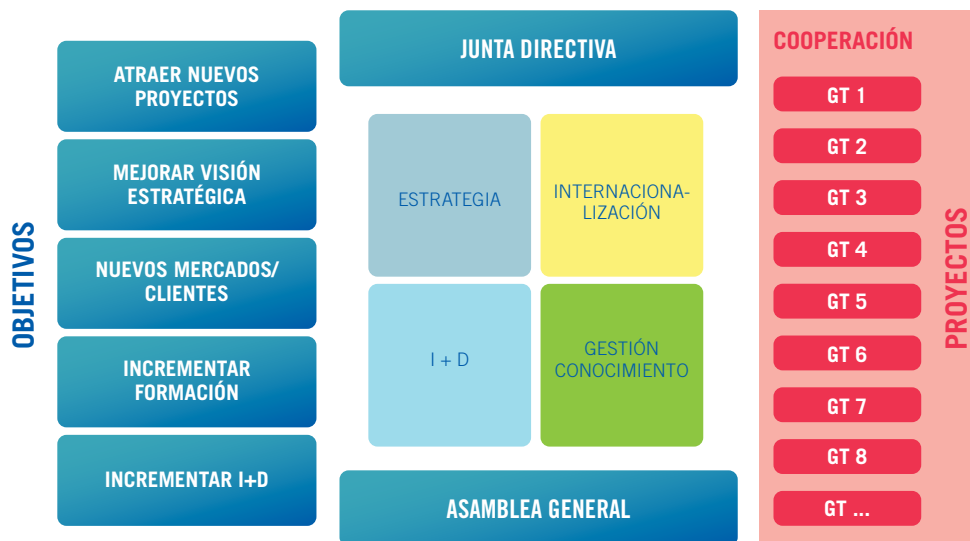 OBJETIVOS
ATRAER NUEVOS
PROYECTOS
MEJORAR VISIÓN
ESTRATÉGICA
NUEVOS MERCADOS/
CLIENTES
INCREMENTAR
FORMACIÓN
INCREMENTAR I+D
JUNTA DIRECTIVA
ESTRATEGIA
INTERNACIONA-
LIZACIÓN
I + D
GESTIÓN
CONOCIMIENTO
ASAMBLEA GENERAL
COOPERACIÓN
GT 1
GT 2
GT 3
GT 4
GT 5
GT 6
GT 7
GT 8
GT ...
PROYECTOS